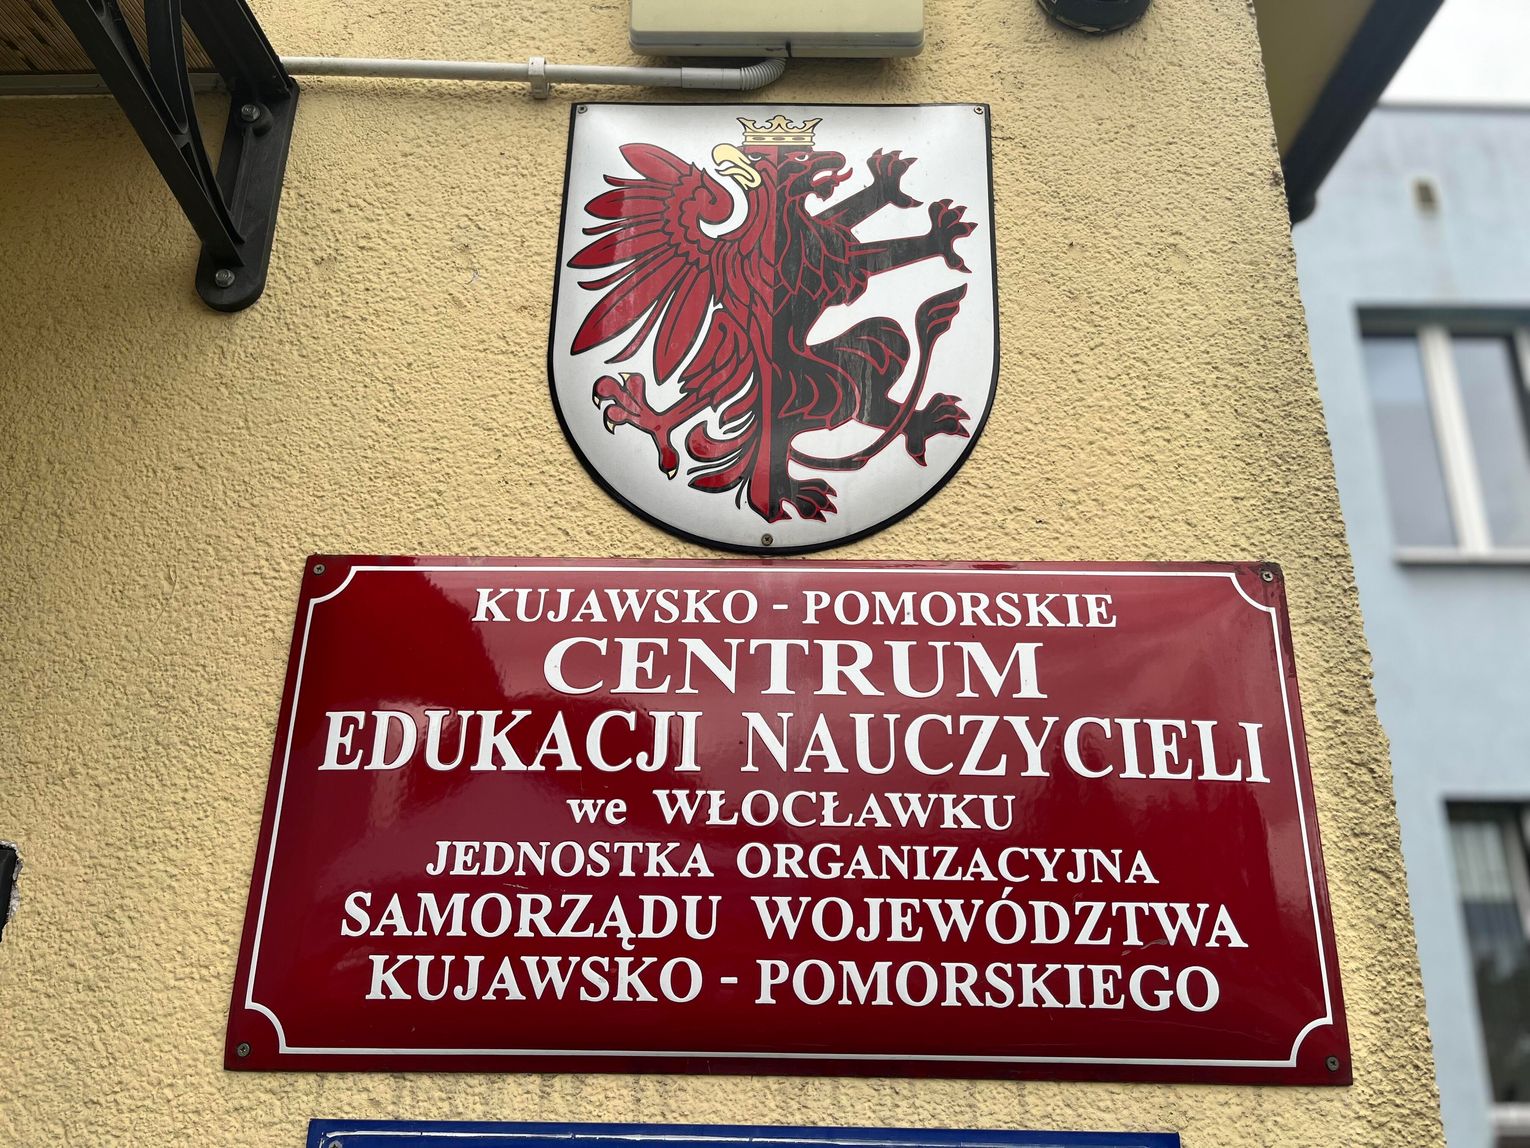 KUJAWSKO - POMORSKIE
CENTRUM
EDUKACJI NAUCZYCIELI
we WŁOCŁAWKU
JEDNOSTKA ORGANIZACYJNA
SAMORZĄDU WOJEWÓDZTWA
KUJAWSKO - POMORSKIEGO